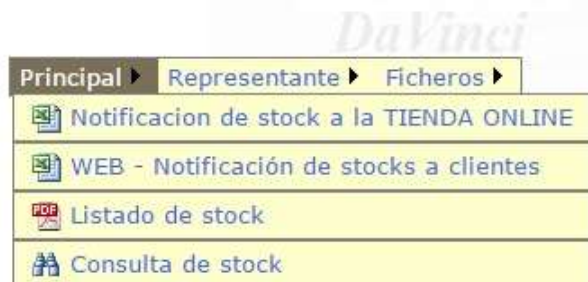 DaVinci
Principal Representante Ficheros
Notificacion de stock a la TIENDA ONLINE
WEB - Notificación de stocks a clientes
PDF Listado de stock
Consulta de stock